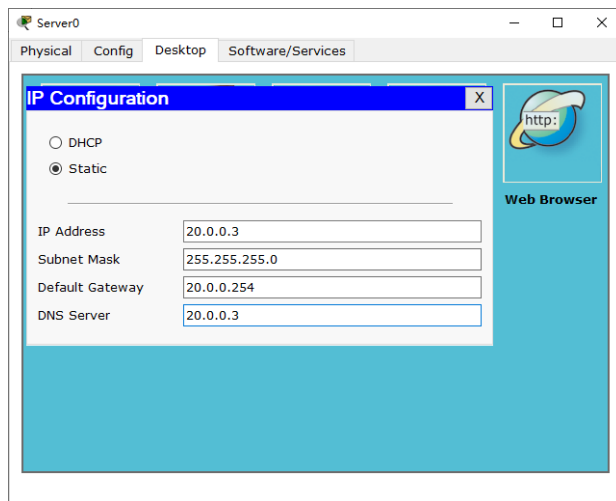 Server0
Physical Config Desktop Software/Services
IP Configuration X
http:
DHCP
Static
Web Browser
IP Address 20.0.0.3
Subnet Mask 255.255.255.0
Default Gateway 20.0.0.254
DNS Server 20.0.0.3